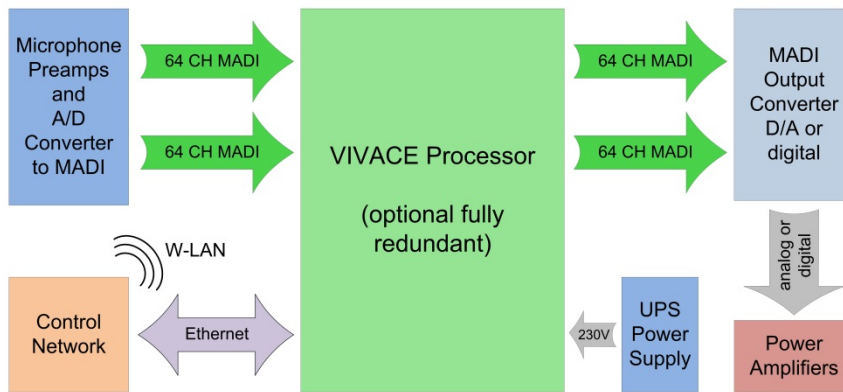 Microphone
Preamps
and
A/D
Converter
to MADI
64 CH MADI
64 CH MADI
VIVACE Processor
(optional fully
redundant)
64 CH MADI
64 CH MADI
MADI
Output
Converter
D/A or
digital
analog or
digital
W-LAN
Control
Network
Ethernet
230V
UPS
Power
Supply
Power
Amplifiers